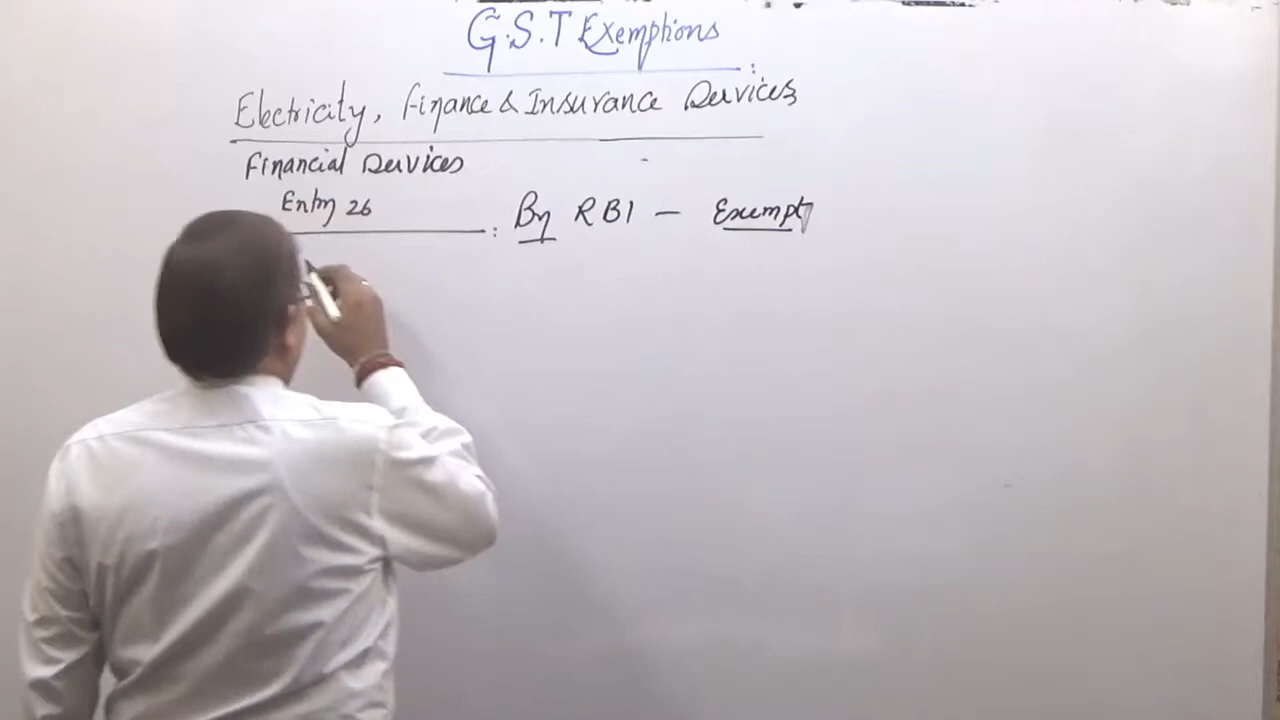 G.S.T Exemptions :
Electricity, Finance & Insurance Services
Financial Services
Entry 26 : By RBI — Exempt